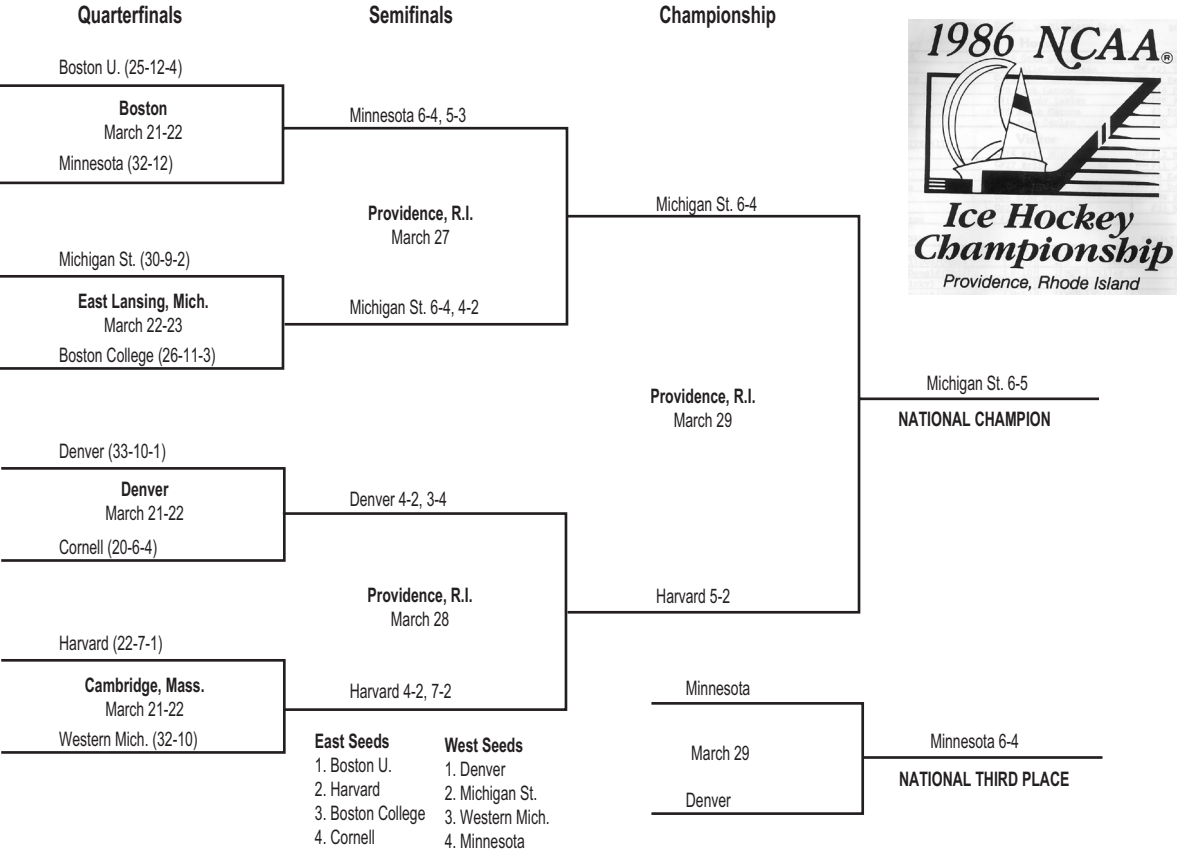 Quarterfinals
Semifinals
Championship
Boston U. (25-12-4)
Boston
March 21-22
Minnesota (32-12)
Minnesota 6-4, 5-3
Providence, R.I.
March 27
Michigan St. (30-9-2)
East Lansing, Mich.
March 22-23
Boston College (26-11-3)
Michigan St. 6-4, 4-2
Michigan St. 6-4
Providence, R.I.
March 29
Michigan St. 6-5
NATIONAL CHAMPION
Denver (33-10-1)
Denver
March 21-22
Cornell (20-6-4)
Denver 4-2, 3-4
Providence, R.I.
March 28
Harvard 5-2
Harvard (22-7-1)
Cambridge, Mass.
March 21-22
Western Mich. (32-10)
Harvard 4-2, 7-2
East Seeds
1. Boston U.
2. Harvard
3. Boston College
4. Cornell
West Seeds
1. Denver
2. Michigan St.
3. Western Mich.
4. Minnesota
Minnesota
March 29
Denver
Minnesota 6-4
NATIONAL THIRD PLACE
1986 NCAA®
Ice Hockey
Championship
Providence, Rhode Island